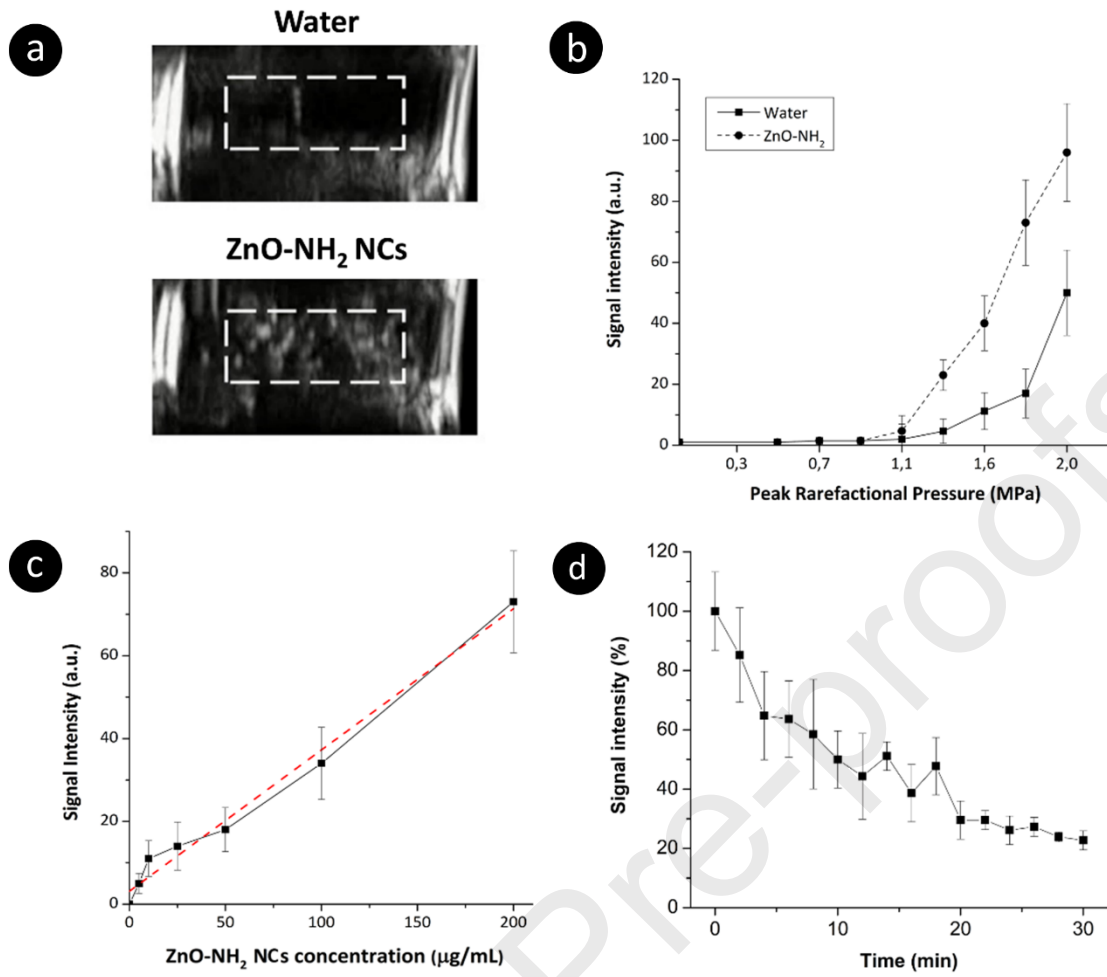 a
Water
ZnO-NH₂ NCs
b
Signal intensity (a.u.)
120
100
80
60
40
20
0
Water
ZnO-NH₂
0,3 0,7 1,1 1,6 2,0
Peak Rarefactional Pressure (MPa)
c
Signal Intensity (a.u.)
80
60
40
20
0
0 50 100 150 200
ZnO-NH₂ NCs concentration (µg/mL)
d
Signal intensity (%)
120
100
80
60
40
20
0
0 10 20 30
Time (min)
Pre-proofs